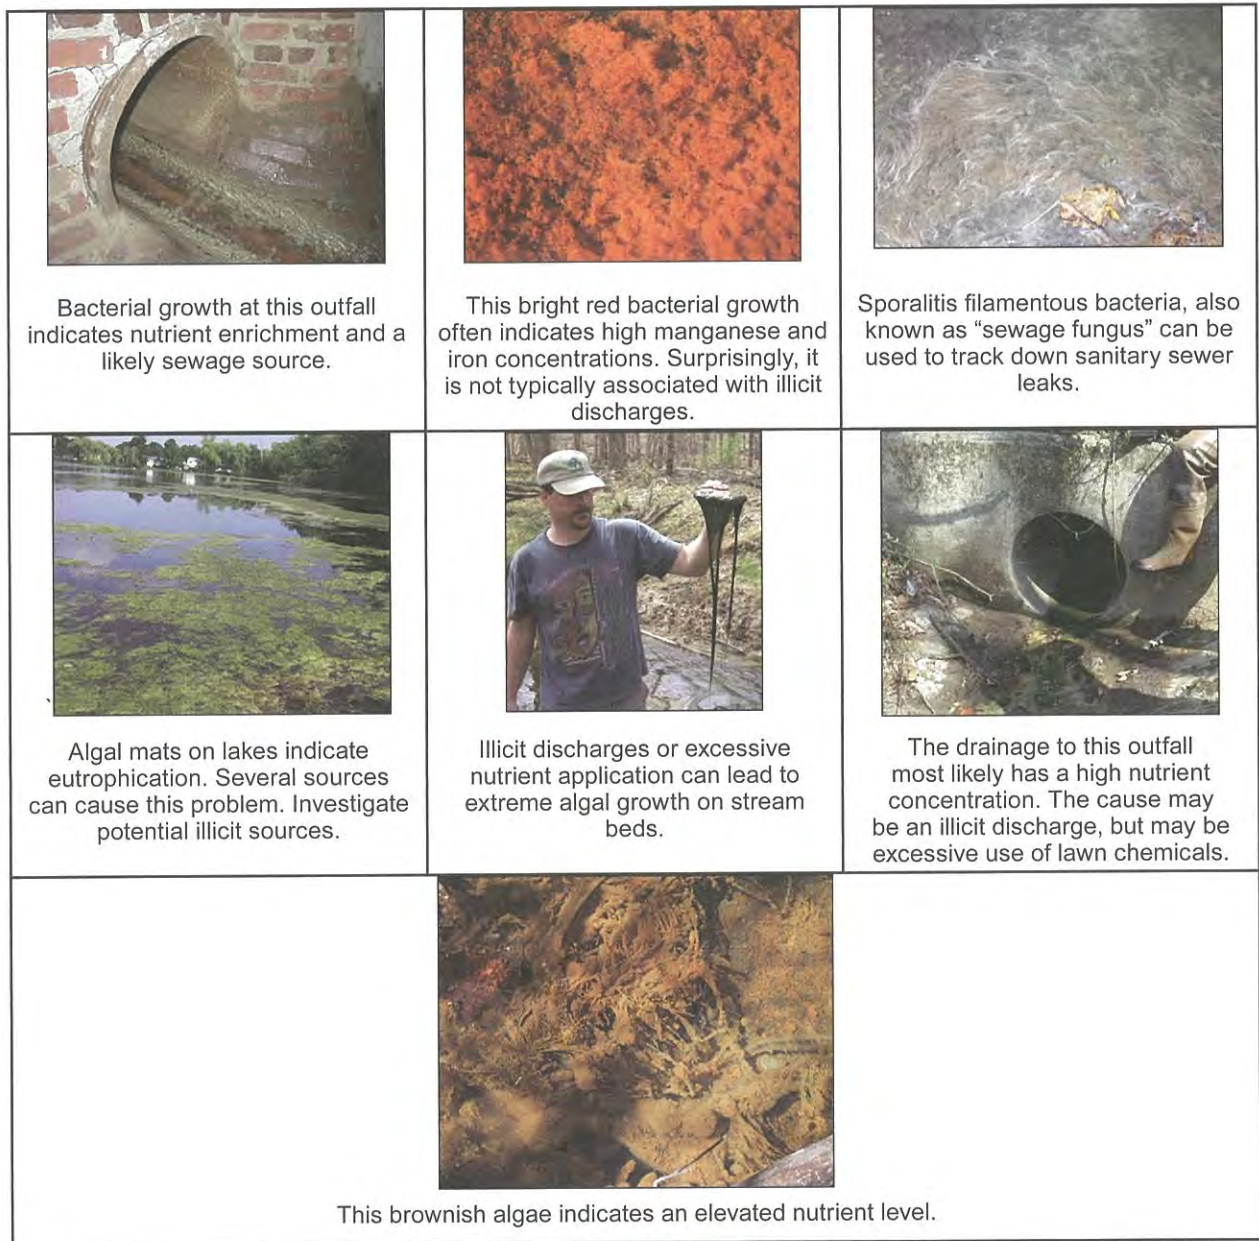 Bacterial growth at this outfall
indicates nutrient enrichment and a
likely sewage source.
This bright red bacterial growth
often indicates high manganese and
iron concentrations. Surprisingly, it
is not typically associated with illicit
discharges.
Sporalitis filamentous bacteria, also
known as “sewage fungus” can be
used to track down sanitary sewer
leaks.
Algal mats on lakes indicate
eutrophication. Several sources
can cause this problem. Investigate
potential illicit sources.
Illicit discharges or excessive
nutrient application can lead to
extreme algal growth on stream
beds.
The drainage to this outfall
most likely has a high nutrient
concentration. The cause may
be an illicit discharge, but may be
excessive use of lawn chemicals.
This brownish algae indicates an elevated nutrient level.